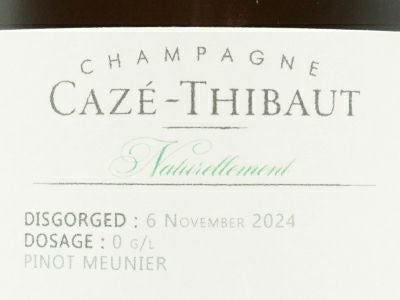 CHAMPAGNE
CAZÉ-THIBAUT
Naturellement
DISGORGED : 6 NOVEMBER 2024
DOSAGE : 0 G/L
PINOT MEUNIER